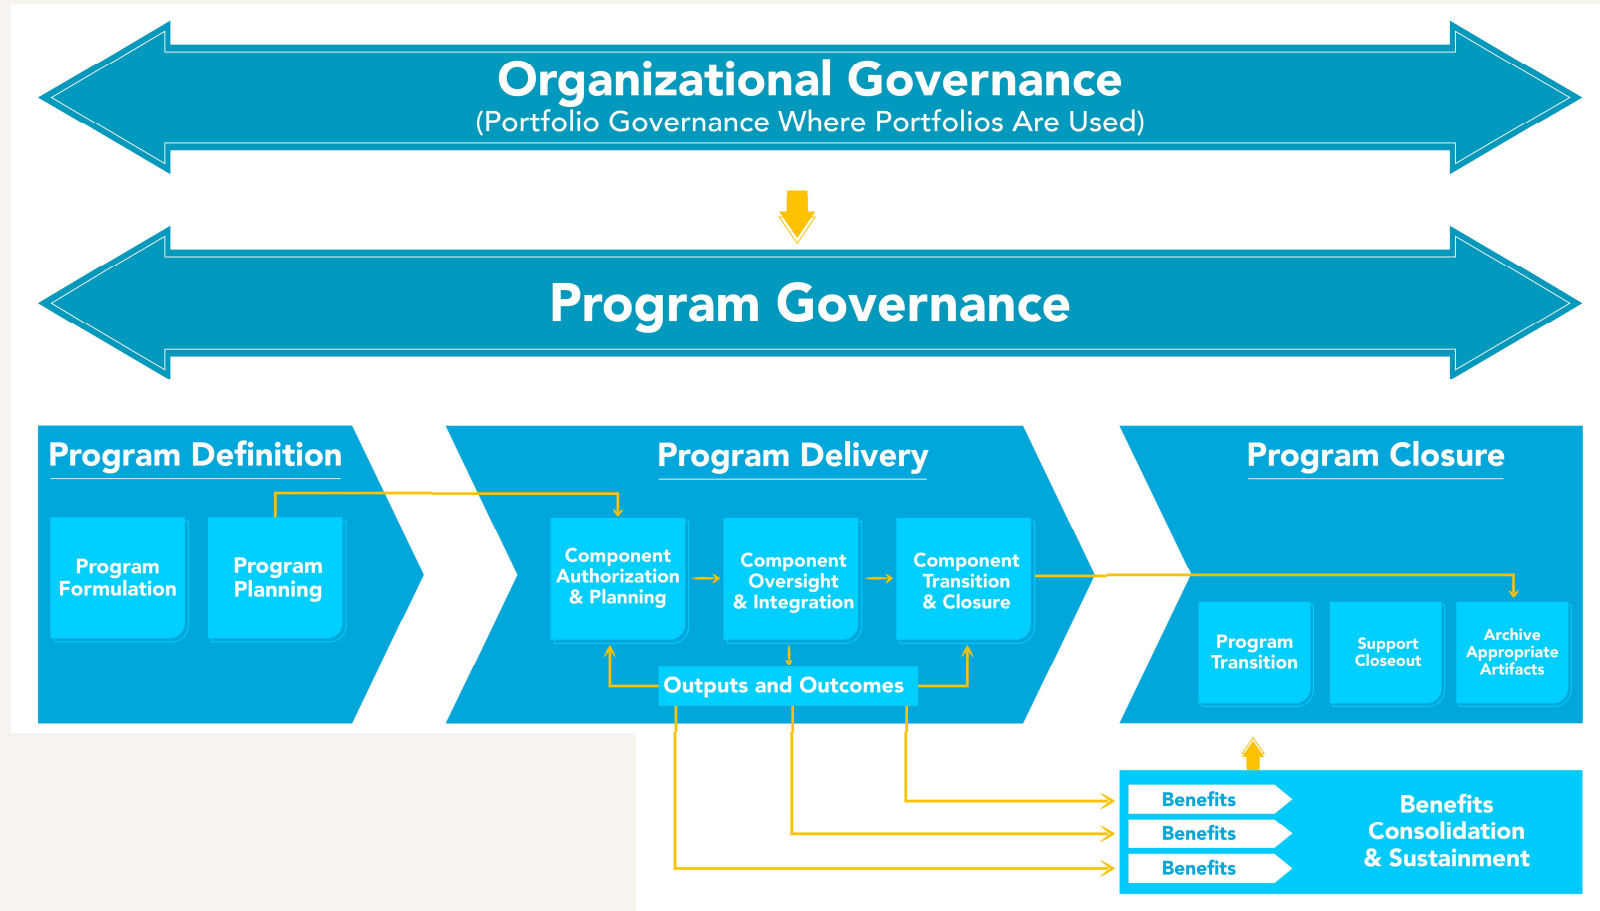 Organizational Governance
(Portfolio Governance Where Portfolios Are Used)
Program Governance
Program Definition
Program
Formulation
Program
Planning
Program Delivery
Component
Authorization
& Planning
Component
Oversight
& Integration
Component
Transition
& Closure
Outputs and Outcomes
Program Closure
Program
Transition
Support
Closeout
Archive
Appropriate
Artifacts
Benefits
Benefits
Benefits
Benefits
Consolidation
& Sustainment